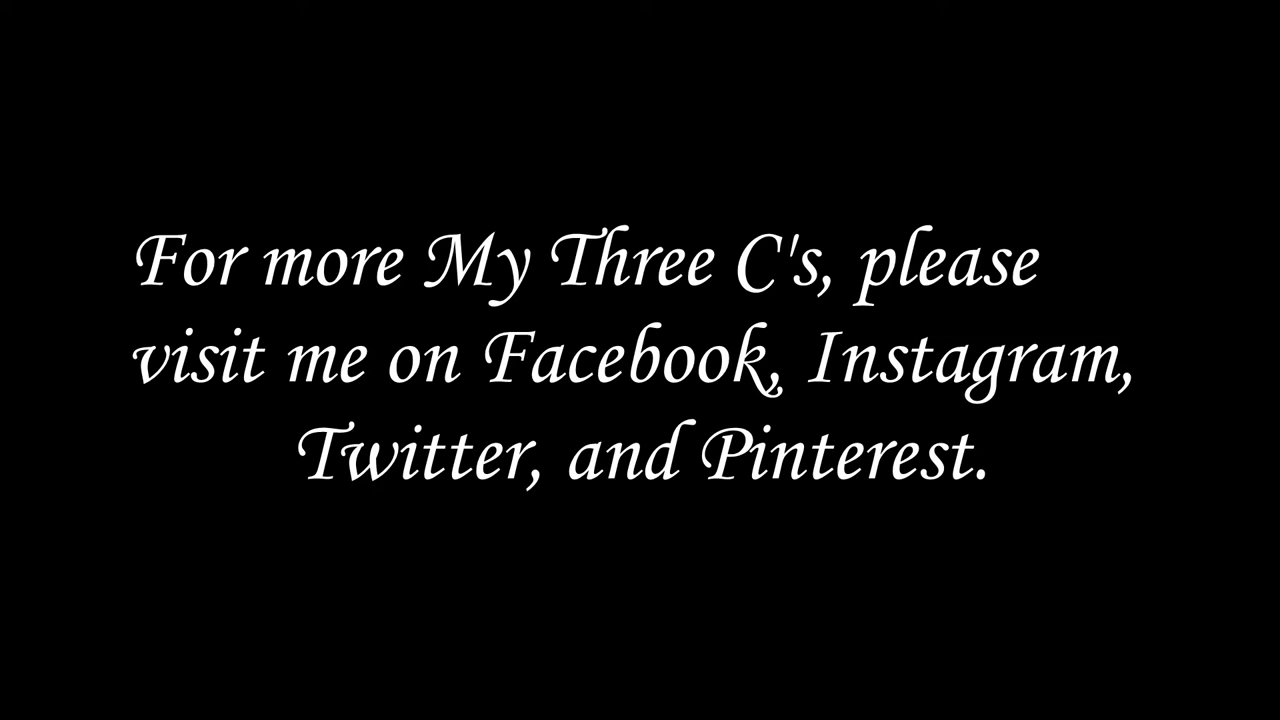 For more My Three C's, please
visit me on Facebook, Instagram,
Twitter, and Pinterest.